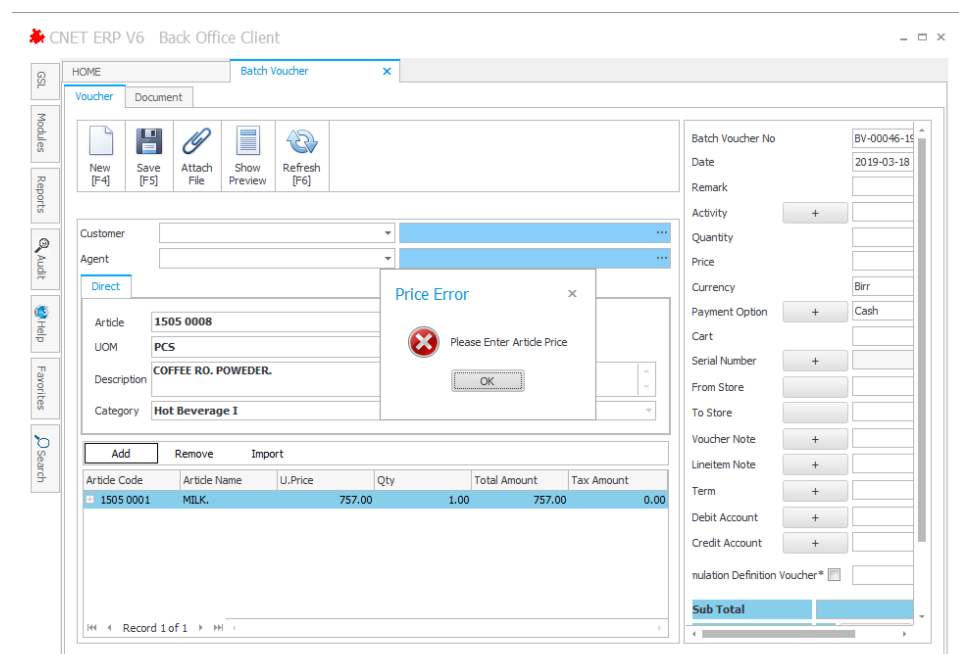 CNET ERP V6 Back Office Client
GSL
Modules
Reports
Audit
Help
Favorites
Search
HOME
Batch Voucher
Voucher
Document
New
[F4]
Save
[F5]
Attach
File
Show
Preview
Refresh
[F6]
Customer
Agent
Direct
Article 1505 0008
UOM PCS
Description COFFEE RO. POWEDER.
Category Hot Beverage I
Price Error
Please Enter Article Price
OK
Add Remove Import
Article Code Article Name U.Price Qty Total Amount Tax Amount
1505 0001 MILK. 757.00 1.00 757.00 0.00
Record 1 of 1
Batch Voucher No BV-00046-19
Date 2019-03-18
Remark
Activity +
Quantity
Price
Currency Birr
Payment Option + Cash
Cart
Serial Number +
From Store
To Store
Voucher Note +
Lineitem Note +
Term +
Debit Account +
Credit Account +
mulation Definition Voucher*
Sub Total